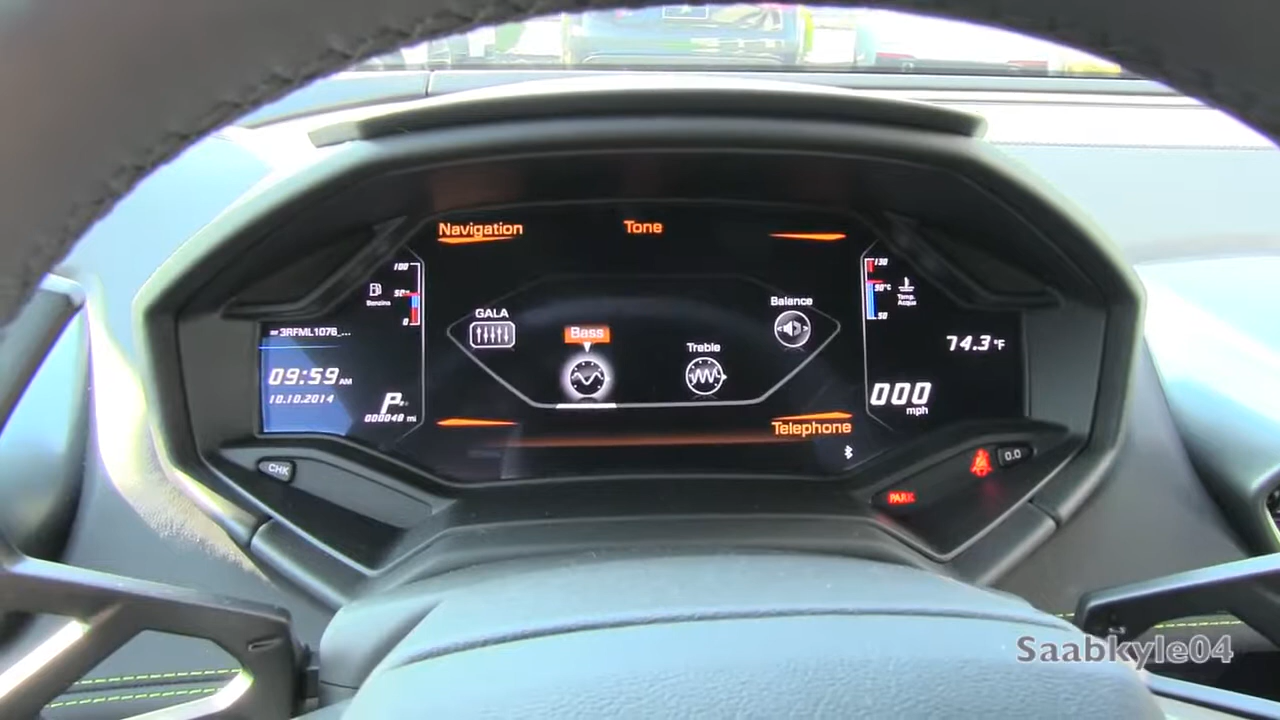 Navigation
Tone
100
50%
0
Benzina
130
90°C
50
Temp.
Acqua
3RFML1076_...
GALA
Bass
Treble
Balance
09:59 AM
10.10.2014
P
000048 mi
74.3°F
000
mph
Telephone
CHK
0.0
PARK
Saabkyle04